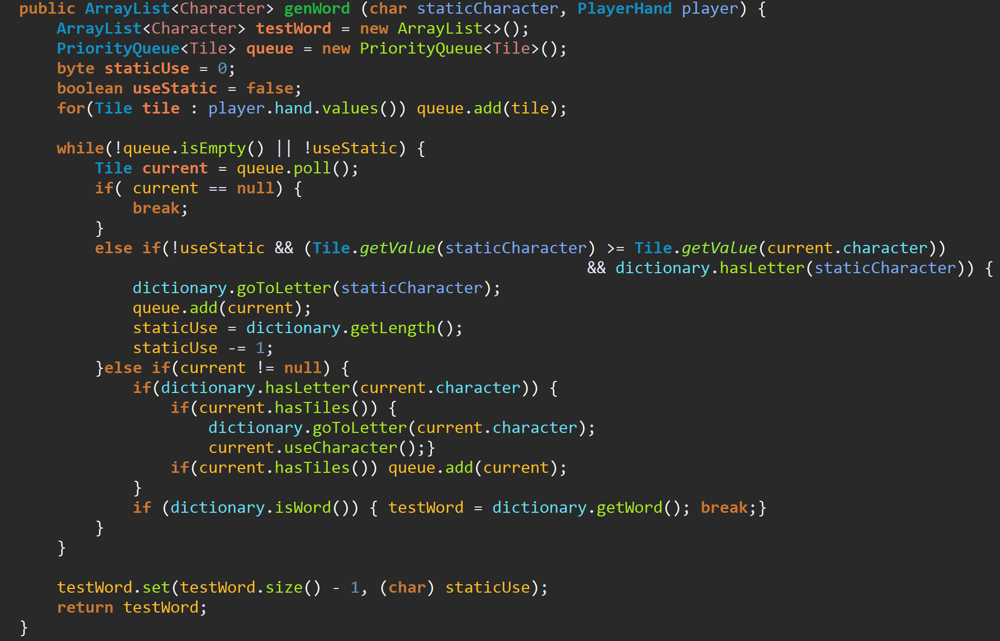 public ArrayList<Character> genWord (char staticCharacter, PlayerHand player) {
    ArrayList<Character> testWord = new ArrayList<>();
    PriorityQueue<Tile> queue = new PriorityQueue<Tile>();
    byte staticUse = 0;
    boolean useStatic = false;
    for(Tile tile : player.hand.values()) queue.add(tile);

    while(!queue.isEmpty() || !useStatic) {
        Tile current = queue.poll();
        if( current == null) {
            break;
        }
        else if(!useStatic && (Tile.getValue(staticCharacter) >= Tile.getValue(current.character))
                                                            && dictionary.hasLetter(staticCharacter)) {
            dictionary.goToLetter(staticCharacter);
            queue.add(current);
            staticUse = dictionary.getLength();
            staticUse -= 1;
        }else if(current != null) {
            if(dictionary.hasLetter(current.character)) {
                if(current.hasTiles()) {
                    dictionary.goToLetter(current.character);
                    current.useCharacter();}
                if(current.hasTiles()) queue.add(current);
            }
            if (dictionary.isWord()) { testWord = dictionary.getWord(); break;}
        }
    }

    testWord.set(testWord.size() - 1, (char) staticUse);
    return testWord;
}